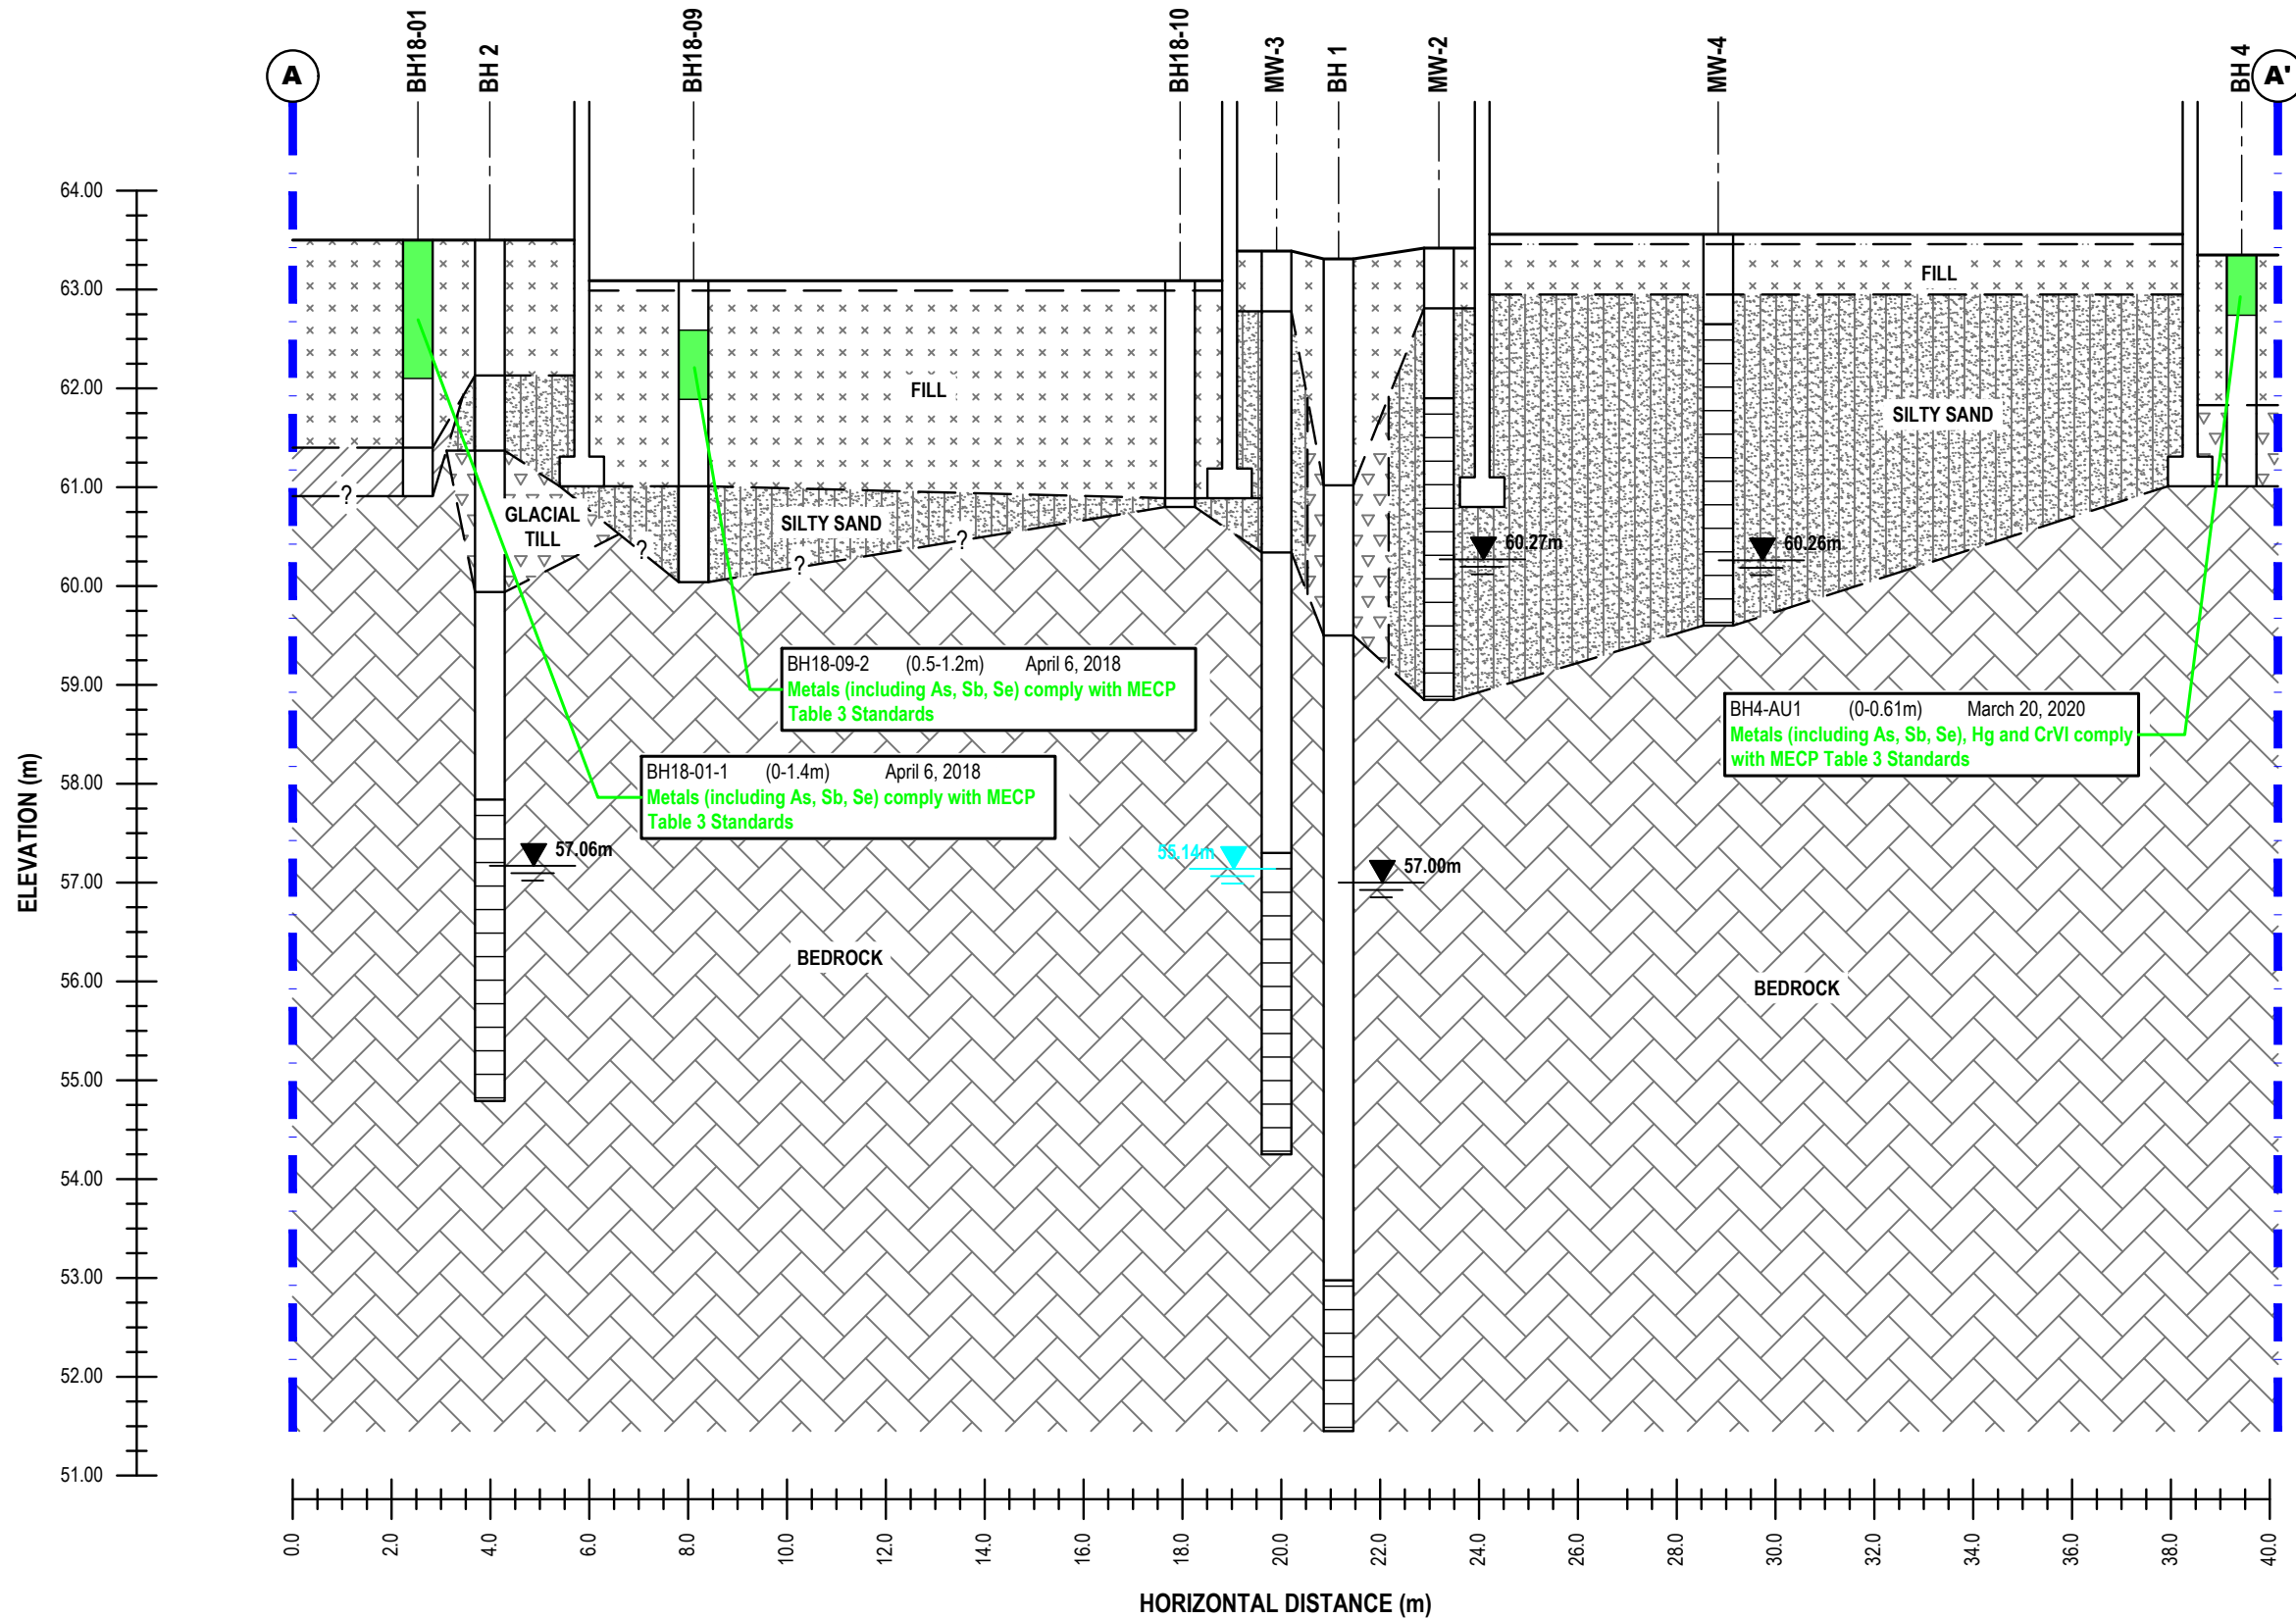 BH18-01
BH 2
BH18-09
BH18-10
MW-3
BH 1
MW-2
MW-4
BH 4
A
A'
64.00
63.00
62.00
61.00
60.00
59.00
58.00
57.00
56.00
55.00
54.00
53.00
52.00
51.00
ELEVATION (m)
FILL
FILL
SILTY SAND
GLACIAL
TILL
SILTY SAND
?
?
?
?
60.27m
60.26m
BH18-09-2 (0.5-1.2m) April 6, 2018
Metals (including As, Sb, Se) comply with MECP
Table 3 Standards
BH4-AU1 (0-0.61m) March 20, 2020
Metals (including As, Sb, Se), Hg and CrVI comply
with MECP Table 3 Standards
BH18-01-1 (0-1.4m) April 6, 2018
Metals (including As, Sb, Se) comply with MECP
Table 3 Standards
57.06m
55.14m
57.00m
BEDROCK
BEDROCK
0.0
2.0
4.0
6.0
8.0
10.0
12.0
14.0
16.0
18.0
20.0
22.0
24.0
26.0
28.0
30.0
32.0
34.0
36.0
38.0
40.0
HORIZONTAL DISTANCE (m)